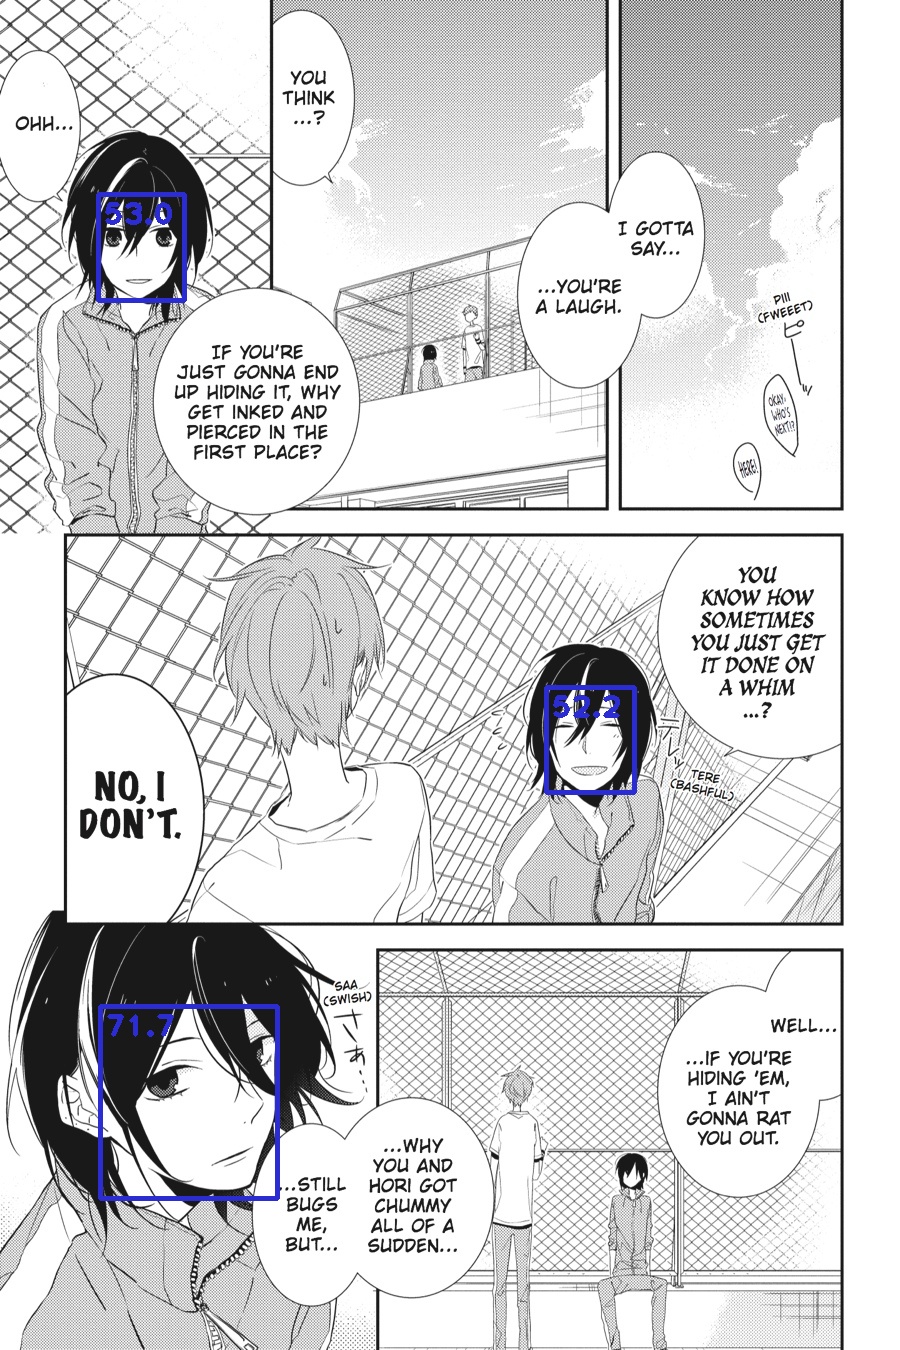 I GOTTA
SAY...
...YOU'RE
A LAUGH.
PIII
(FWEEET)
ピ
OKAY,
WHO'S
NEXT!?
HERE!
YOU
THINK
...?
OHH...
53.0
IF YOU'RE
JUST GONNA END
UP HIDING IT, WHY
GET INKED AND
PIERCED IN THE
FIRST PLACE?
YOU
KNOW HOW
SOMETIMES
YOU JUST GET
IT DONE ON
A WHIM
...?
52.2
テレ
TERE
(BASHFUL)
NO, I
DON'T.
WELL...
...IF YOU'RE
HIDING 'EM,
I AIN'T
GONNA RAT
YOU OUT.
SAA
(SWISH)
さぁ
71.7
...WHY
YOU AND
HORI GOT
CHUMMY
ALL OF A
SUDDEN...
...STILL
BUGS
ME,
BUT...